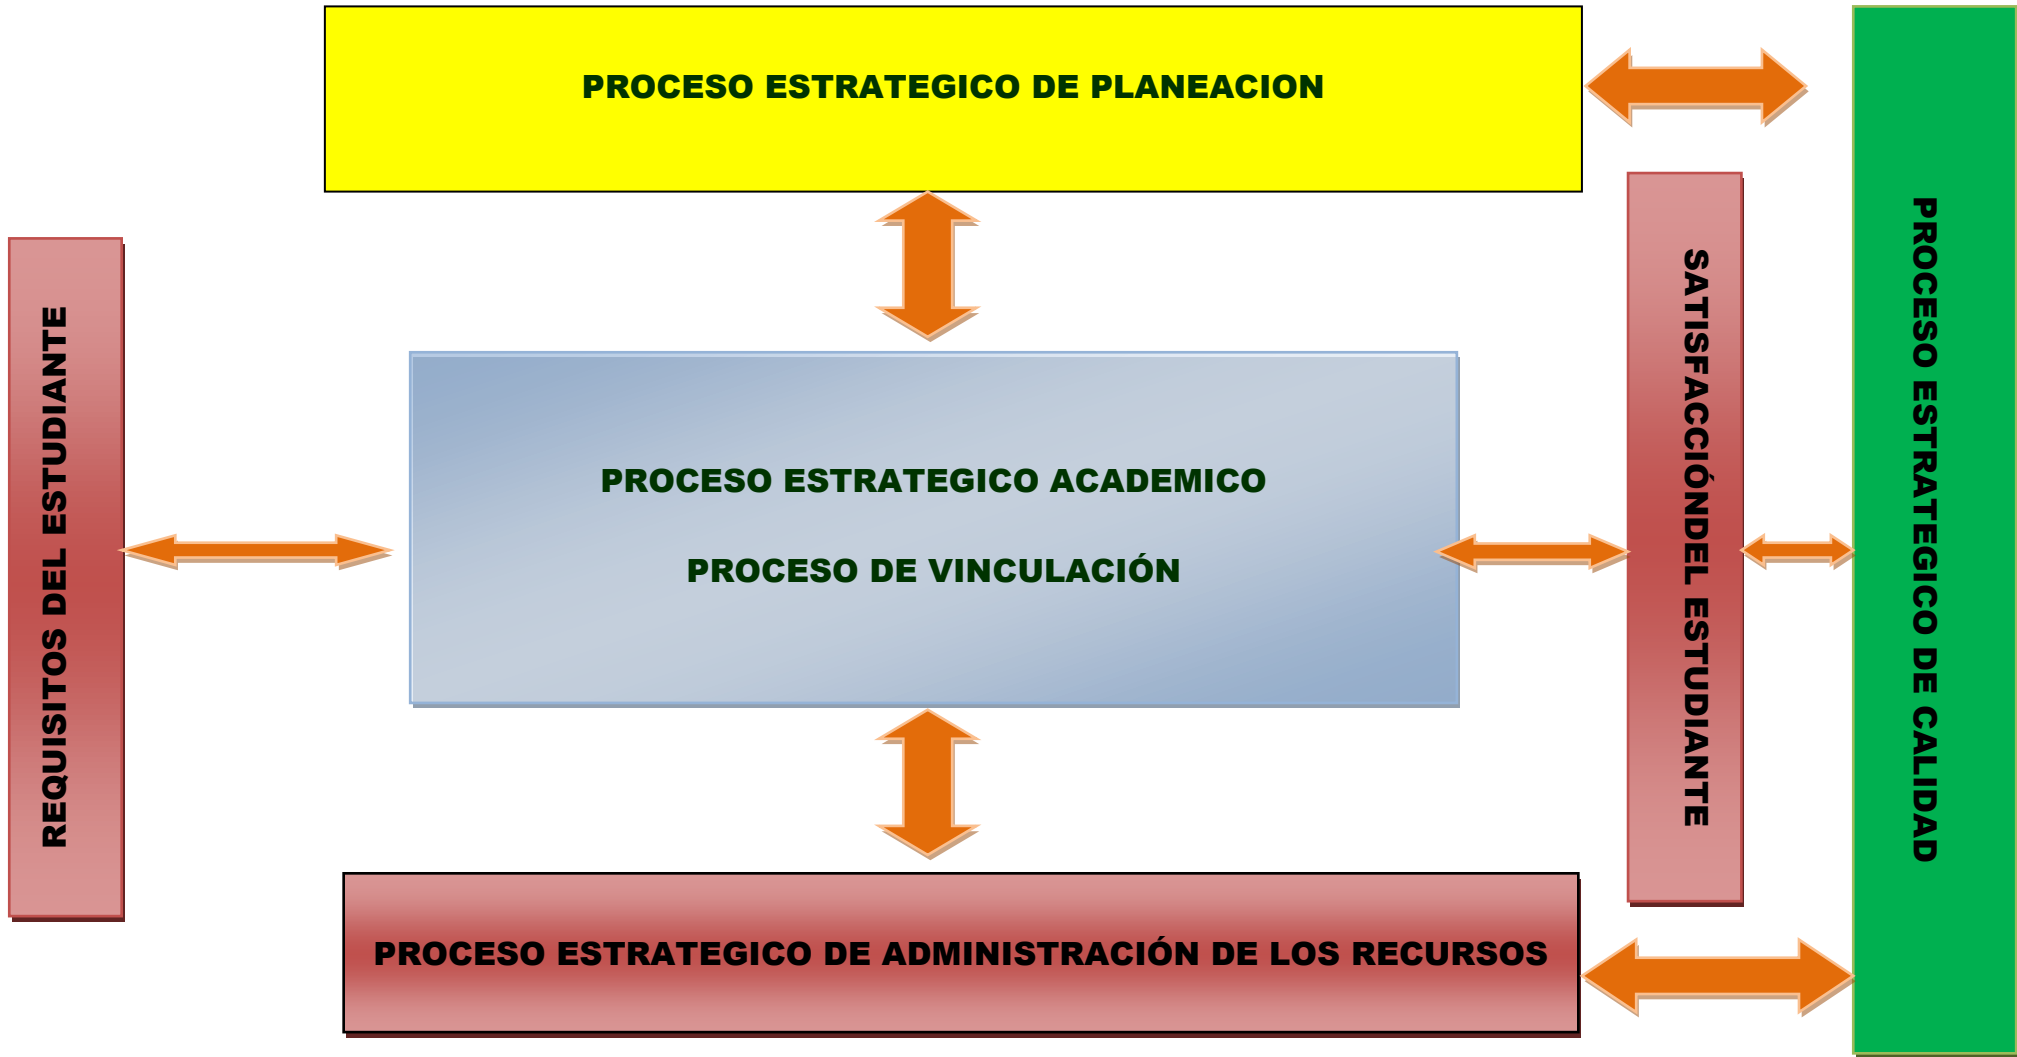 PROCESO ESTRATEGICO DE PLANEACION
REQUISITOS DEL ESTUDIANTE
PROCESO ESTRATEGICO ACADEMICO
PROCESO DE VINCULACIÓN
SATISFACCIÓNDEL ESTUDIANTE
PROCESO ESTRATEGICO DE CALIDAD
PROCESO ESTRATEGICO DE ADMINISTRACIÓN DE LOS RECURSOS